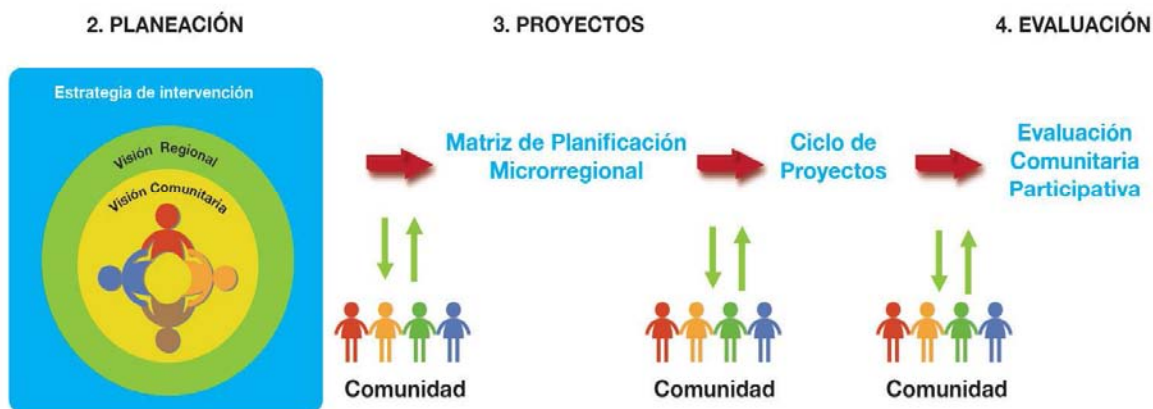 2. PLANEACIÓN
3. PROYECTOS
4. EVALUACIÓN
Estrategia de intervención
Visión Regional
Visión Comunitaria
Matriz de Planificación
Microrregional
Ciclo de
Proyectos
Evaluación
Comunitaria
Participativa
Comunidad
Comunidad
Comunidad